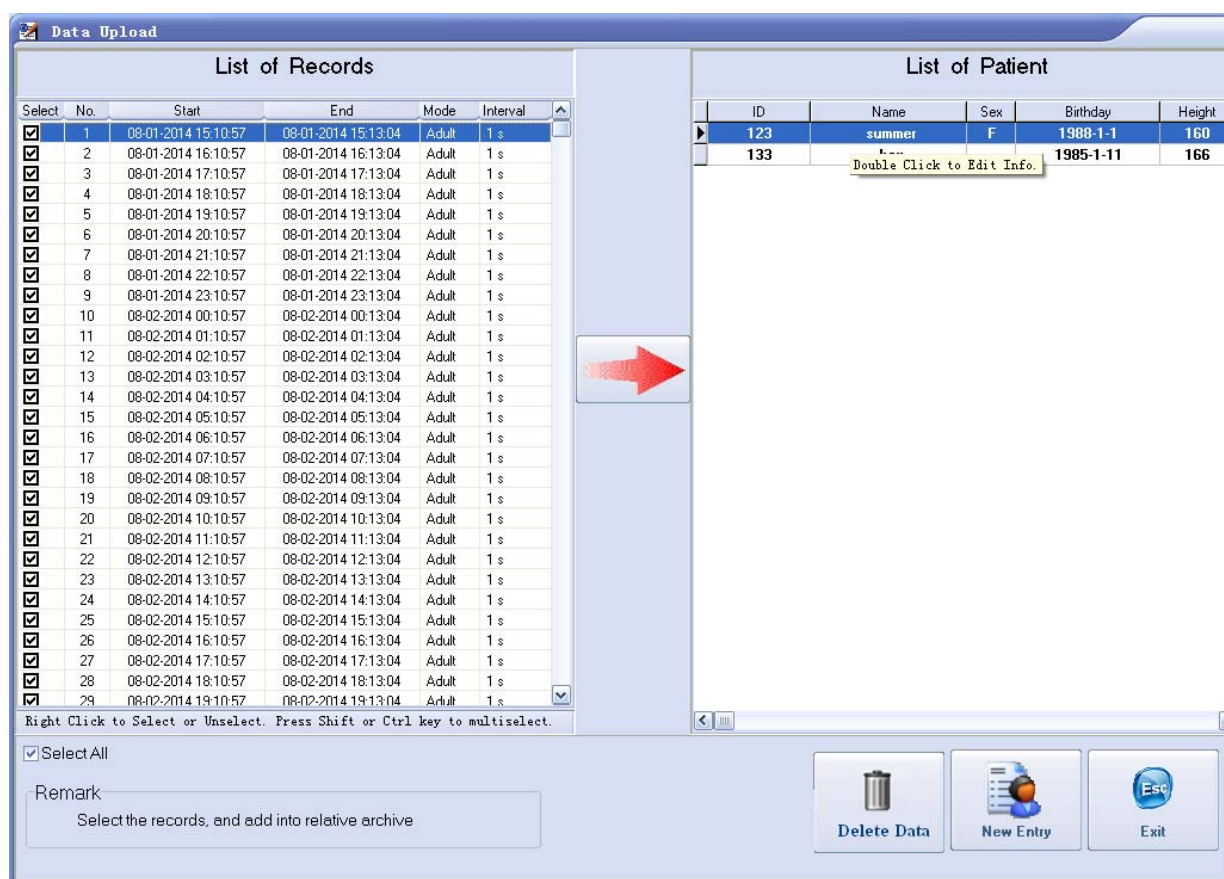 Data Upload
List of Records
Select No. Start End Mode Interval
1 08-01-2014 15:10:57 08-01-2014 15:13:04 Adult 1 s
2 08-01-2014 16:10:57 08-01-2014 16:13:04 Adult 1 s
3 08-01-2014 17:10:57 08-01-2014 17:13:04 Adult 1 s
4 08-01-2014 18:10:57 08-01-2014 18:13:04 Adult 1 s
5 08-01-2014 19:10:57 08-01-2014 19:13:04 Adult 1 s
6 08-01-2014 20:10:57 08-01-2014 20:13:04 Adult 1 s
7 08-01-2014 21:10:57 08-01-2014 21:13:04 Adult 1 s
8 08-01-2014 22:10:57 08-01-2014 22:13:04 Adult 1 s
9 08-01-2014 23:10:57 08-01-2014 23:13:04 Adult 1 s
10 08-02-2014 00:10:57 08-02-2014 00:13:04 Adult 1 s
11 08-02-2014 01:10:57 08-02-2014 01:13:04 Adult 1 s
12 08-02-2014 02:10:57 08-02-2014 02:13:04 Adult 1 s
13 08-02-2014 03:10:57 08-02-2014 03:13:04 Adult 1 s
14 08-02-2014 04:10:57 08-02-2014 04:13:04 Adult 1 s
15 08-02-2014 05:10:57 08-02-2014 05:13:04 Adult 1 s
16 08-02-2014 06:10:57 08-02-2014 06:13:04 Adult 1 s
17 08-02-2014 07:10:57 08-02-2014 07:13:04 Adult 1 s
18 08-02-2014 08:10:57 08-02-2014 08:13:04 Adult 1 s
19 08-02-2014 09:10:57 08-02-2014 09:13:04 Adult 1 s
20 08-02-2014 10:10:57 08-02-2014 10:13:04 Adult 1 s
21 08-02-2014 11:10:57 08-02-2014 11:13:04 Adult 1 s
22 08-02-2014 12:10:57 08-02-2014 12:13:04 Adult 1 s
23 08-02-2014 13:10:57 08-02-2014 13:13:04 Adult 1 s
24 08-02-2014 14:10:57 08-02-2014 14:13:04 Adult 1 s
25 08-02-2014 15:10:57 08-02-2014 15:13:04 Adult 1 s
26 08-02-2014 16:10:57 08-02-2014 16:13:04 Adult 1 s
27 08-02-2014 17:10:57 08-02-2014 17:13:04 Adult 1 s
28 08-02-2014 18:10:57 08-02-2014 18:13:04 Adult 1 s
29 08-02-2014 19:10:57 08-02-2014 19:13:04 Adult 1 s
Right Click to Select or Unselect. Press Shift or Ctrl key to multiselect.
List of Patient
ID Name Sex Birthday Height
123 summer F 1988-1-1 160
133 1985-1-11 166
Double Click to Edit Info.
Select All
Remark
Select the records, and add into relative archive
Delete Data
New Entry
Esc
Exit